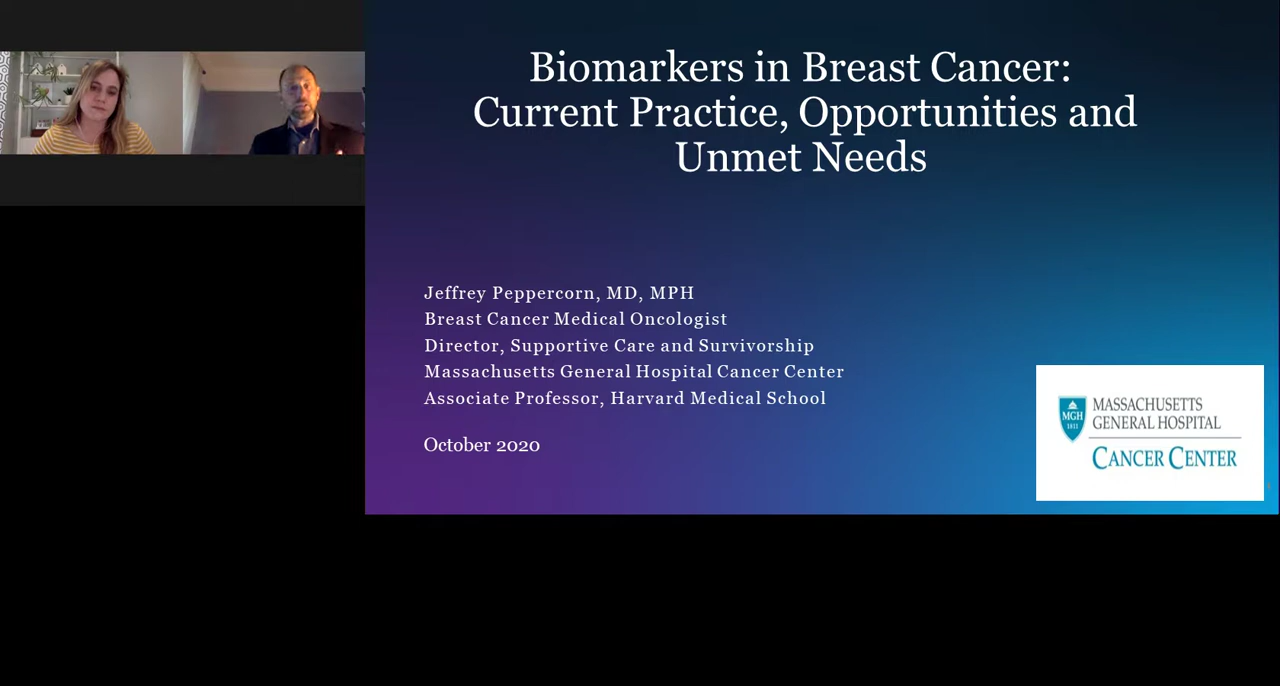 Biomarkers in Breast Cancer:
Current Practice, Opportunities and
Unmet Needs
Jeffrey Peppercorn, MD, MPH
Breast Cancer Medical Oncologist
Director, Supportive Care and Survivorship
Massachusetts General Hospital Cancer Center
Associate Professor, Harvard Medical School
October 2020
MGH
1811
MASSACHUSETTS
GENERAL HOSPITAL
CANCER CENTER